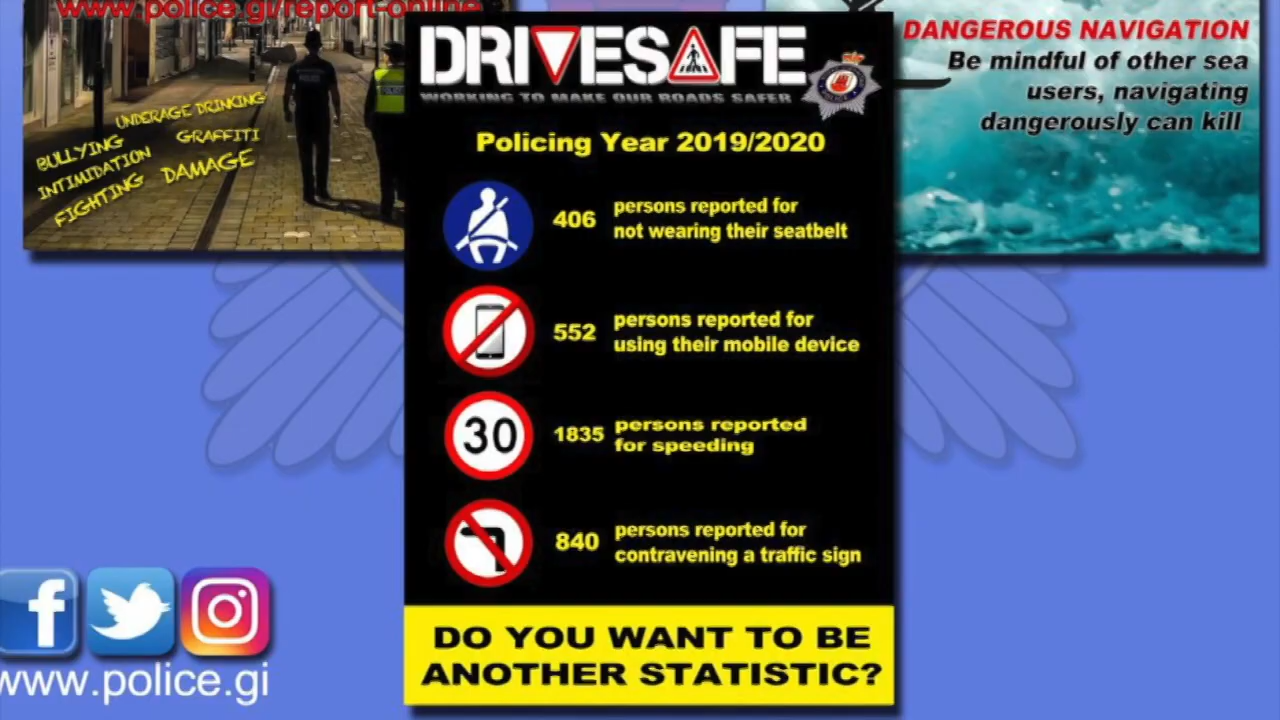 www.police.gi/report-online
UNDERAGE DRINKING
BULLYING
GRAFFITI
INTIMIDATION
DAMAGE
FIGHTING
DRIVESAFE
WORKING TO MAKE OUR ROADS SAFER
Policing Year 2019/2020
406 persons reported for
not wearing their seatbelt
552 persons reported for
using their mobile device
30
1835 persons reported
for speeding
840 persons reported for
contravening a traffic sign
DO YOU WANT TO BE
ANOTHER STATISTIC?
DANGEROUS NAVIGATION
Be mindful of other sea
users, navigating
dangerously can kill
f
www.police.gi